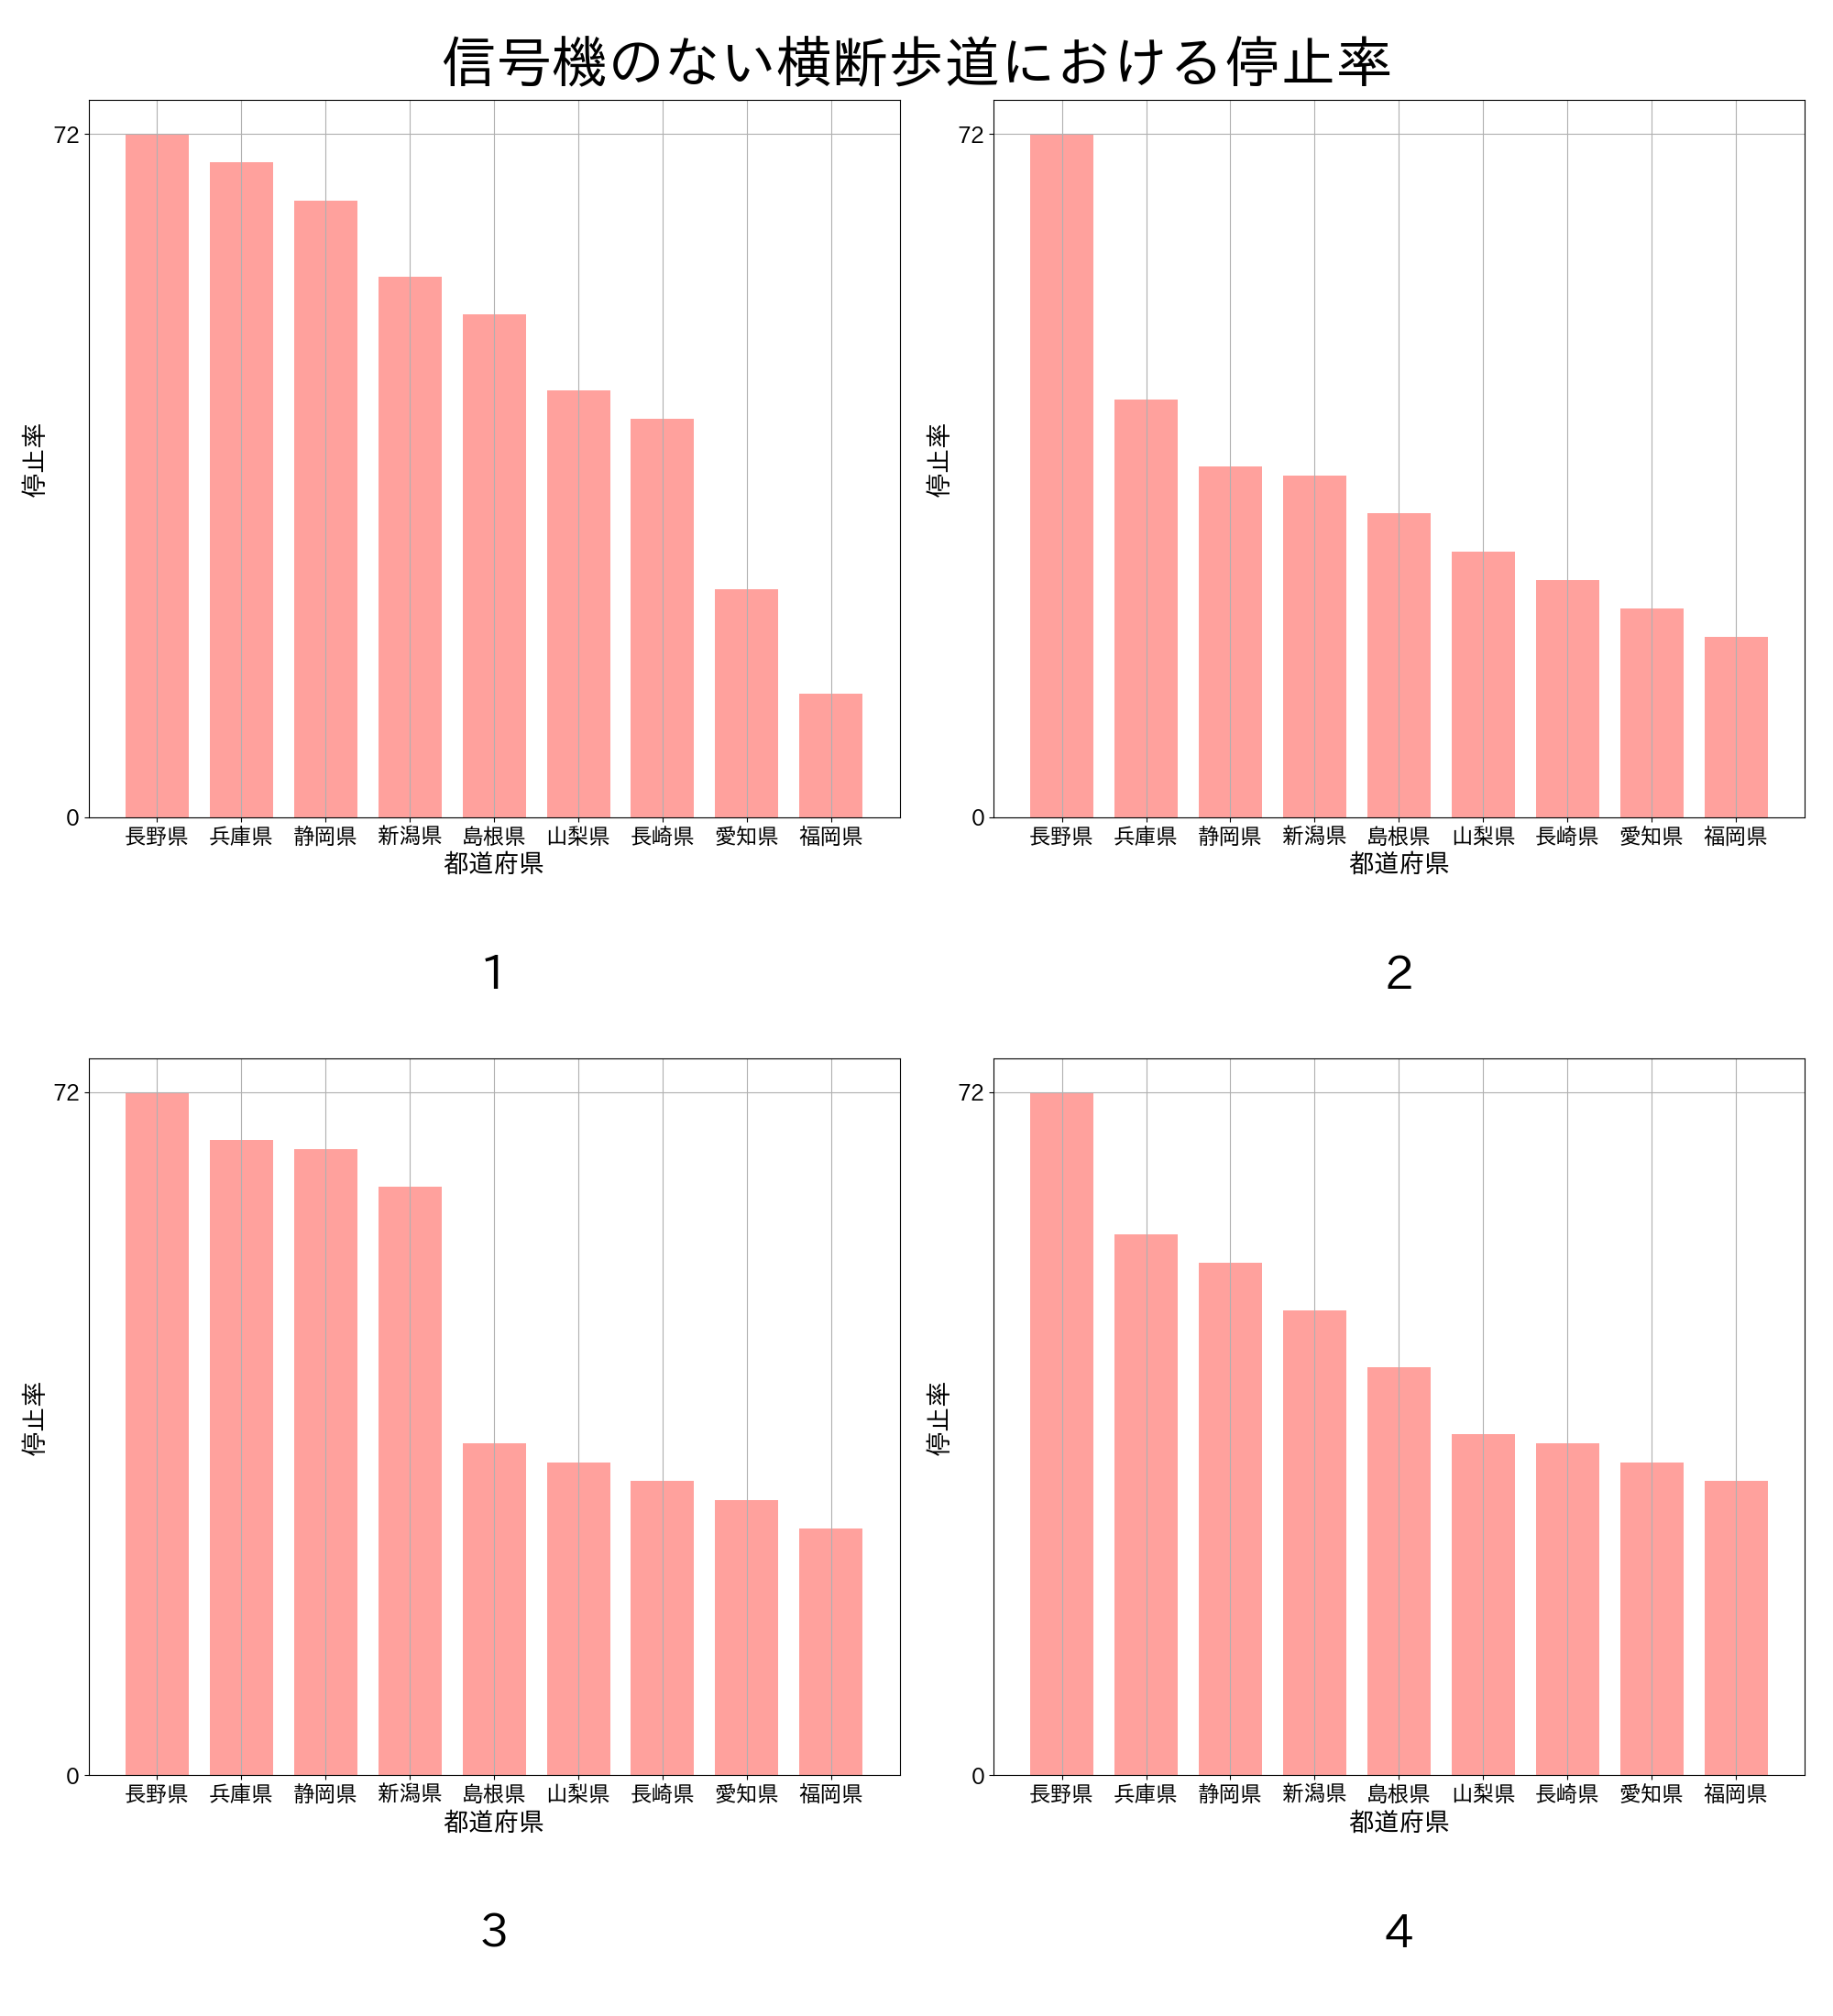 信号機のない横断歩道における停止率
72
0
停止率
長野県 兵庫県 静岡県 新潟県 島根県 山梨県 長崎県 愛知県 福岡県
都道府県
1
72
0
停止率
長野県 兵庫県 静岡県 新潟県 島根県 山梨県 長崎県 愛知県 福岡県
都道府県
2
72
0
停止率
長野県 兵庫県 静岡県 新潟県 島根県 山梨県 長崎県 愛知県 福岡県
都道府県
3
72
0
停止率
長野県 兵庫県 静岡県 新潟県 島根県 山梨県 長崎県 愛知県 福岡県
都道府県
4